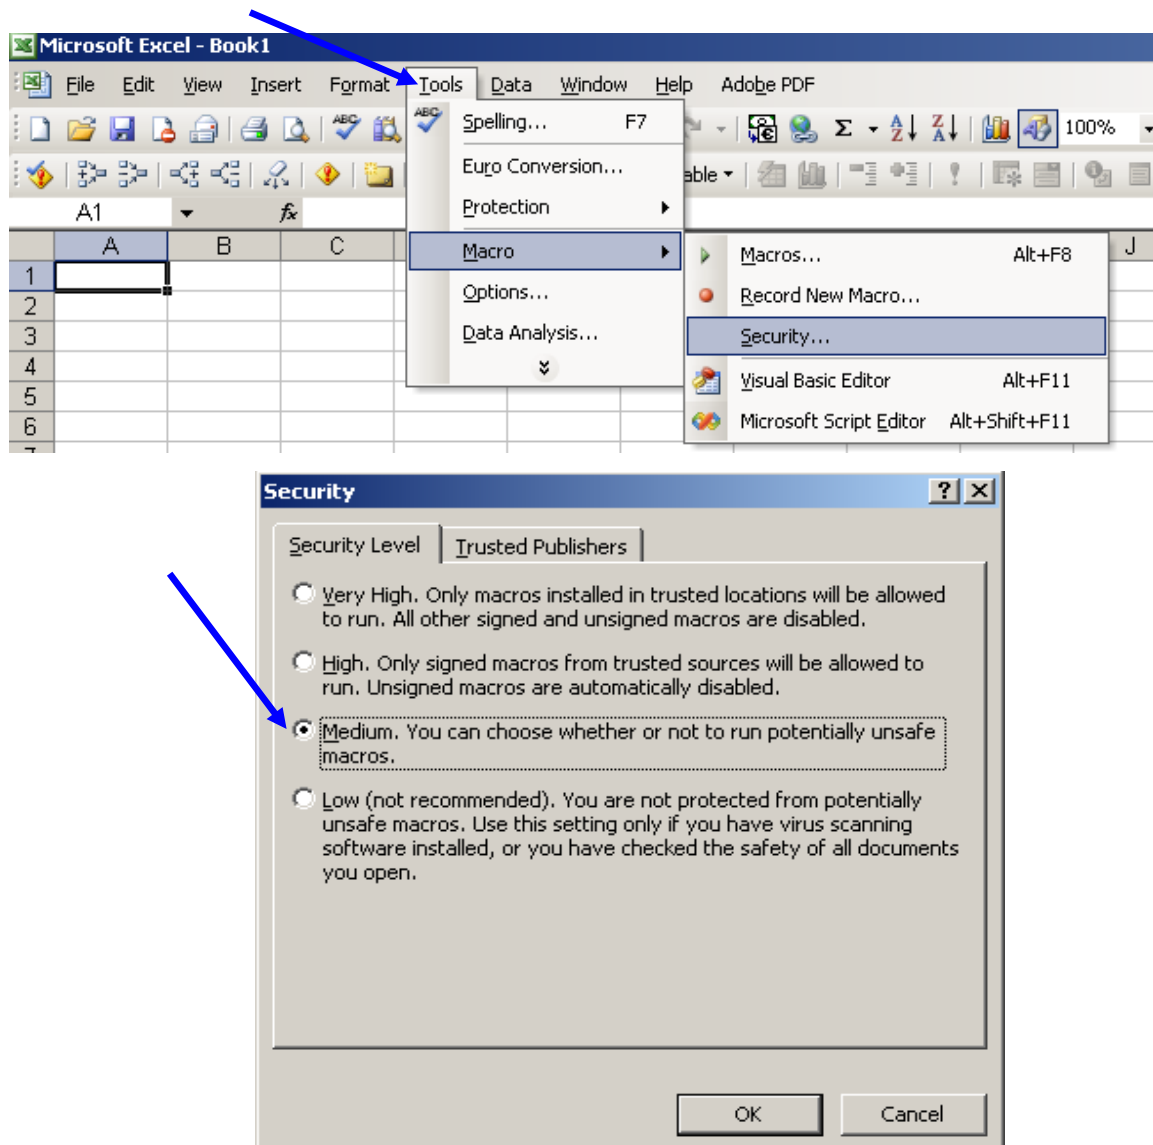 Microsoft Excel - Book1
File Edit View Insert Format Tools Data Window Help Adobe PDF
ABC Σ A Z Z A 100%
able
A1 fx
A B C J
1
2
3
4
5
6
ABC Spelling... F7
Euro Conversion...
Protection
Macro
Options...
Data Analysis...
Macros... Alt+F8
Record New Macro...
Security...
Visual Basic Editor Alt+F11
Microsoft Script Editor Alt+Shift+F11
Security ? X
Security Level Trusted Publishers
Very High. Only macros installed in trusted locations will be allowed
to run. All other signed and unsigned macros are disabled.
High. Only signed macros from trusted sources will be allowed to
run. Unsigned macros are automatically disabled.
Medium. You can choose whether or not to run potentially unsafe
macros.
Low (not recommended). You are not protected from potentially
unsafe macros. Use this setting only if you have virus scanning
software installed, or you have checked the safety of all documents
you open.
OK Cancel